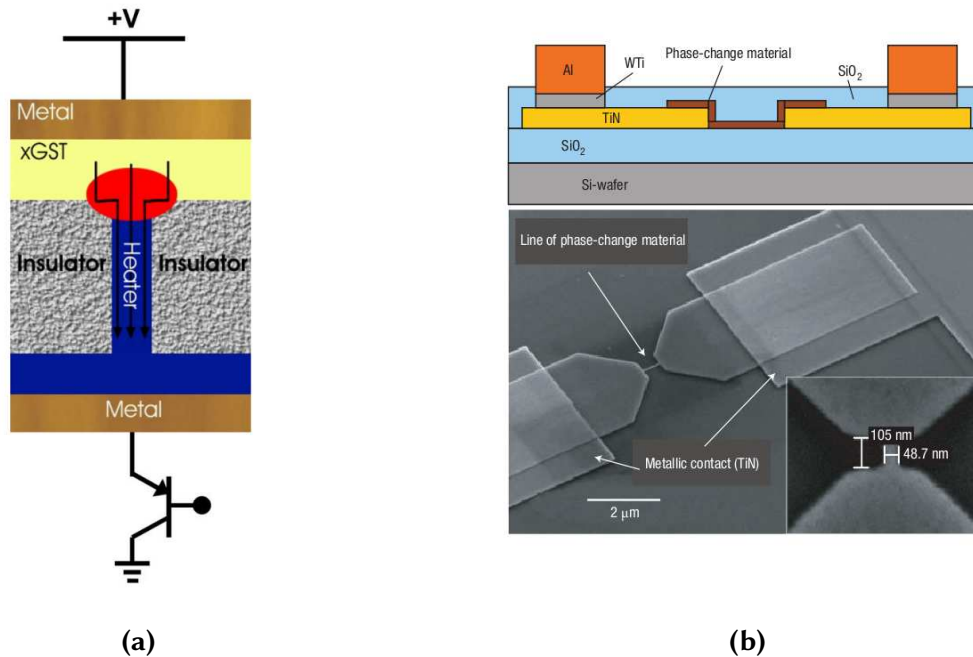 +V
Metal
xGST
Insulator
Heater
Insulator
Metal
(a)
Phase-change material
WTi
SiO2
Al
TiN
SiO2
Si-wafer
Line of phase-change material
105 nm
48.7 nm
Metallic contact (TiN)
2 μm
(b)